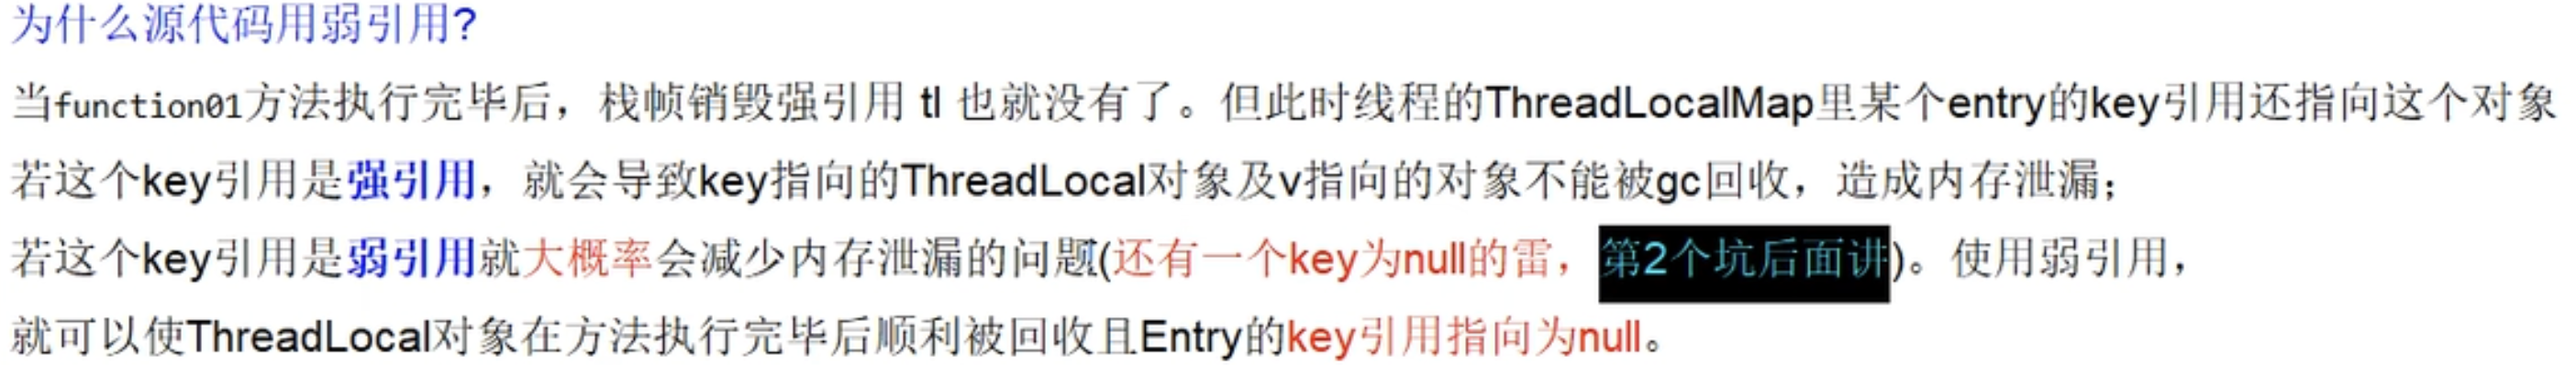 为什么源代码用弱引用?
当function01方法执行完毕后，栈帧销毁强引用 tl 也就没有了。但此时线程的ThreadLocalMap里某个entry的key引用还指向这个对象
若这个key引用是强引用，就会导致key指向的ThreadLocal对象及v指向的对象不能被gc回收，造成内存泄漏；
若这个key引用是弱引用就大概率会减少内存泄漏的问题(还有一个key为null的雷，第2个坑后面讲)。使用弱引用，
就可以使ThreadLocal对象在方法执行完毕后顺利被回收且Entry的key引用指向为null。